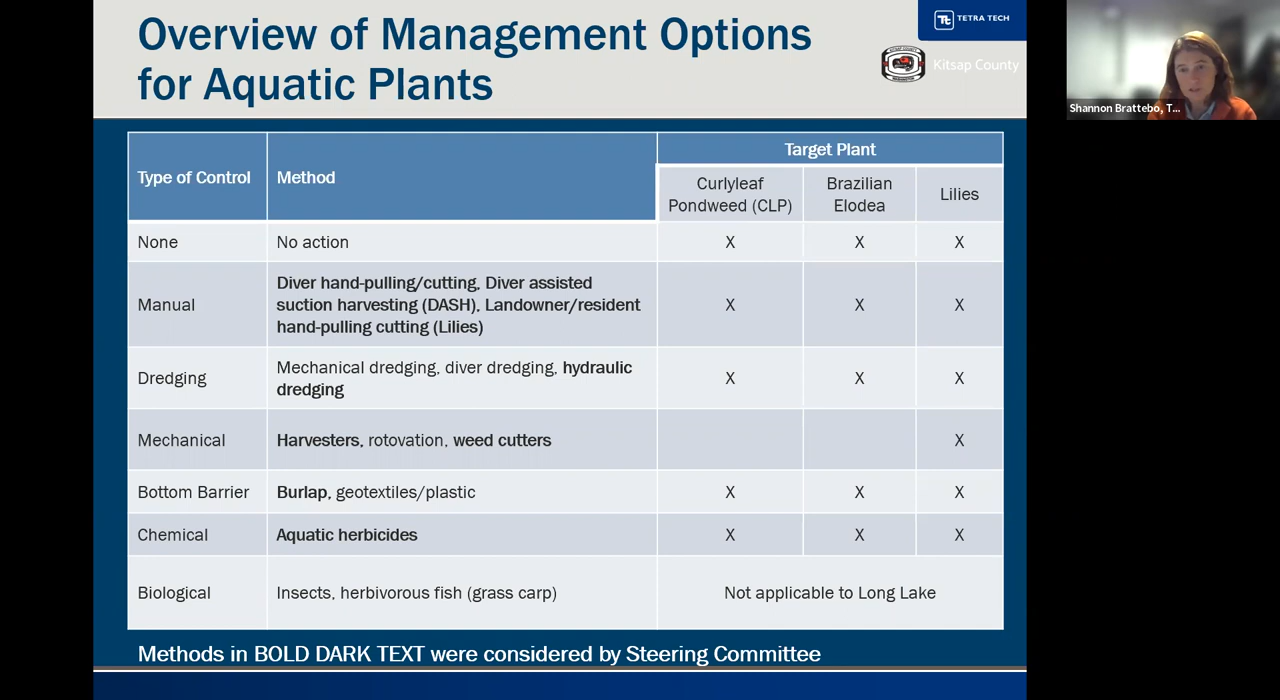 Overview of Management Options
for Aquatic Plants
TETRA TECH
Kitsap County
Shannon Brattebo, T...
Type of Control
Method
Target Plant
Curlyleaf
Pondweed (CLP)
Brazilian
Elodea
Lilies
None
No action
X
X
X
Manual
Diver hand-pulling/cutting, Diver assisted
suction harvesting (DASH), Landowner/resident
hand-pulling cutting (Lilies)
X
X
X
Dredging
Mechanical dredging, diver dredging, hydraulic
dredging
X
X
X
Mechanical
Harvesters, rotovation, weed cutters
X
Bottom Barrier
Burlap, geotextiles/plastic
X
X
X
Chemical
Aquatic herbicides
X
X
X
Biological
Insects, herbivorous fish (grass carp)
Not applicable to Long Lake
Methods in BOLD DARK TEXT were considered by Steering Committee